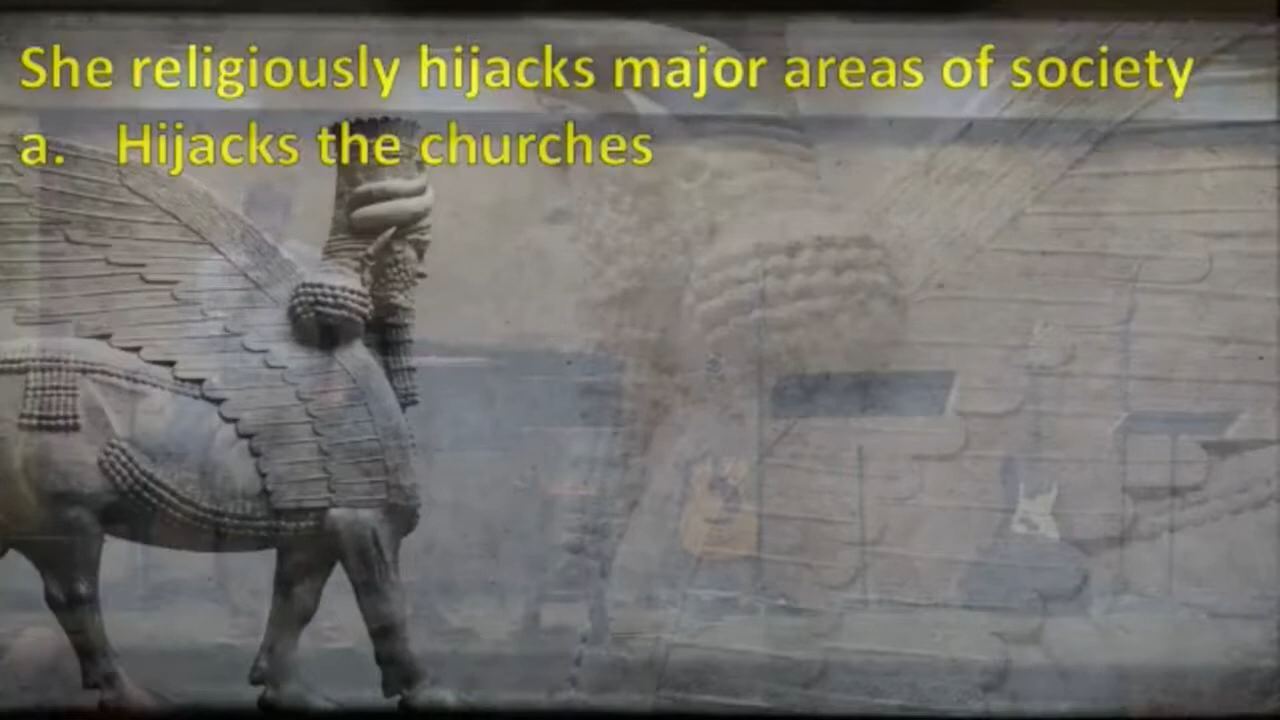 She religiously hijacks major areas of society
a. Hijacks the churches